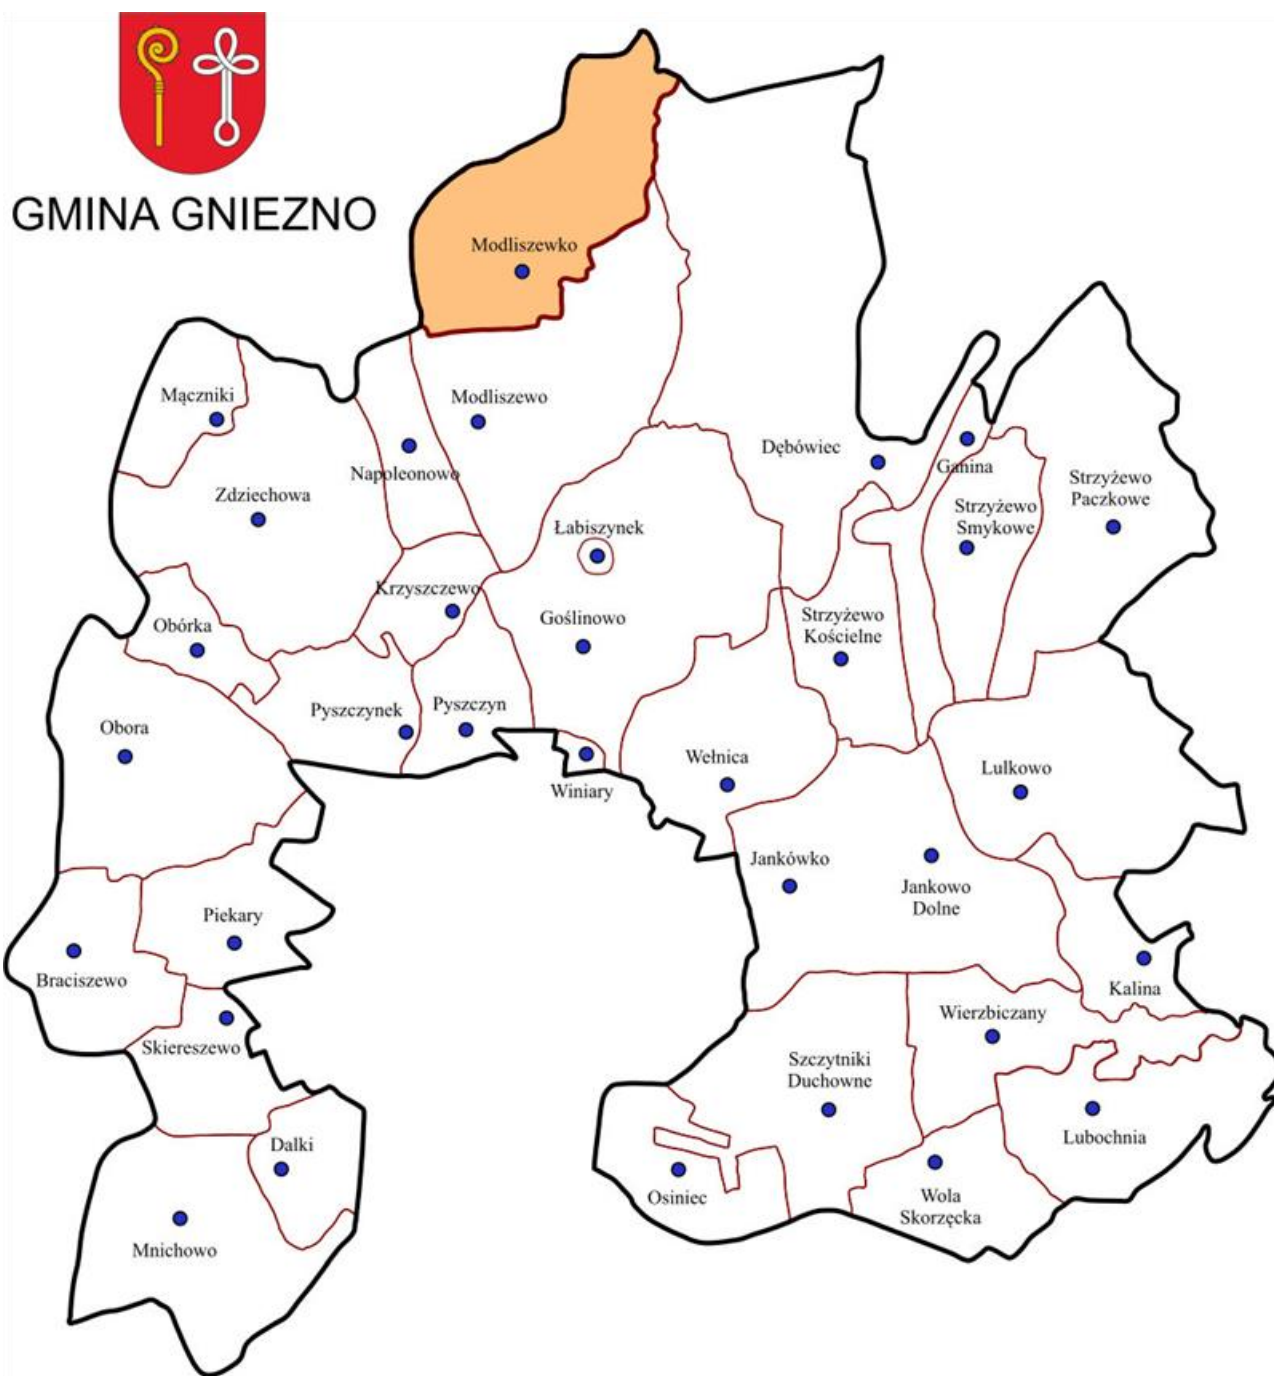 GMINA GNIEZNO
Modliszewko
Mączniki
Modliszewo
Dębówiec
Ganina
Napoleonowo
Strzyżewo
Paczkowe
Zdziechowa
Strzyżewo
Smykowe
Łabiszynek
Krzyszczewo
Obórka
Goślinowo
Strzyżewo
Kościelne
Pyszczynek
Pyszczyn
Obora
Wełnica
Lulkowo
Winiary
Jankówko
Jankowo
Dolne
Piekary
Braciszewo
Kalina
Wierzbiczany
Skiereszewo
Szczytniki
Duchowne
Lubochnia
Dalki
Osiniec
Wola
Skorzęcka
Mnichowo